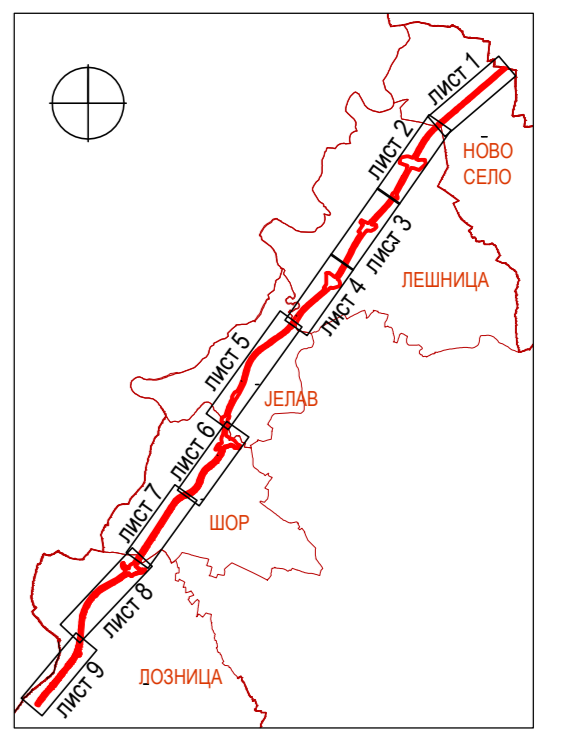 ЛИСТ 1
ЛИСТ 2
НОВО
СЕЛО
ЛИСТ 3
ЛЕШНИЦА
ЛИСТ 4
ЛИСТ 5
ЈЕЛАВ
ЛИСТ 6
ЛИСТ 7
ШОР
ЛИСТ 8
ЛОЗНИЦА
ЛИСТ 9